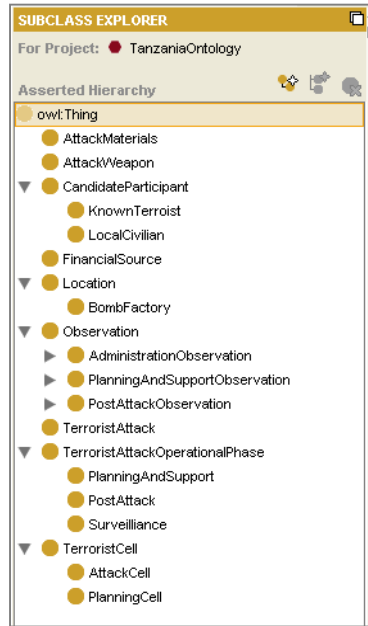 SUBCLASS EXPLORER
For Project: TanzaniaOntology
Asserted Hierarchy
owl:Thing
AttackMaterials
AttackWeapon
CandidateParticipant
KnownTerroist
LocalCivilian
FinancialSource
Location
BombFactory
Observation
AdministrationObservation
PlanningAndSupportObservation
PostAttackObservation
TerroristAttack
TerroristAttackOperationalPhase
PlanningAndSupport
PostAttack
Surveilliance
TerroristCell
AttackCell
PlanningCell